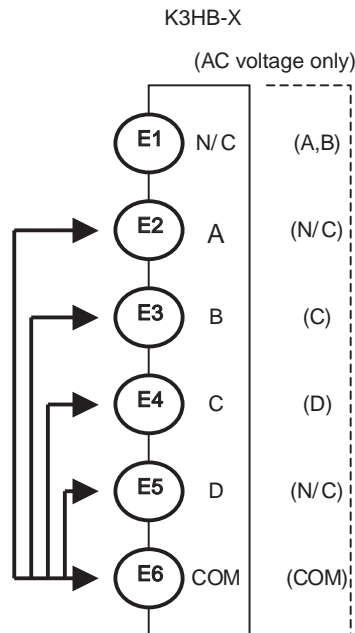 K3HB-X
(AC voltage only)
E1 N/C (A,B)
E2 A (N/C)
E3 B (C)
E4 C (D)
E5 D (N/C)
E6 COM (COM)